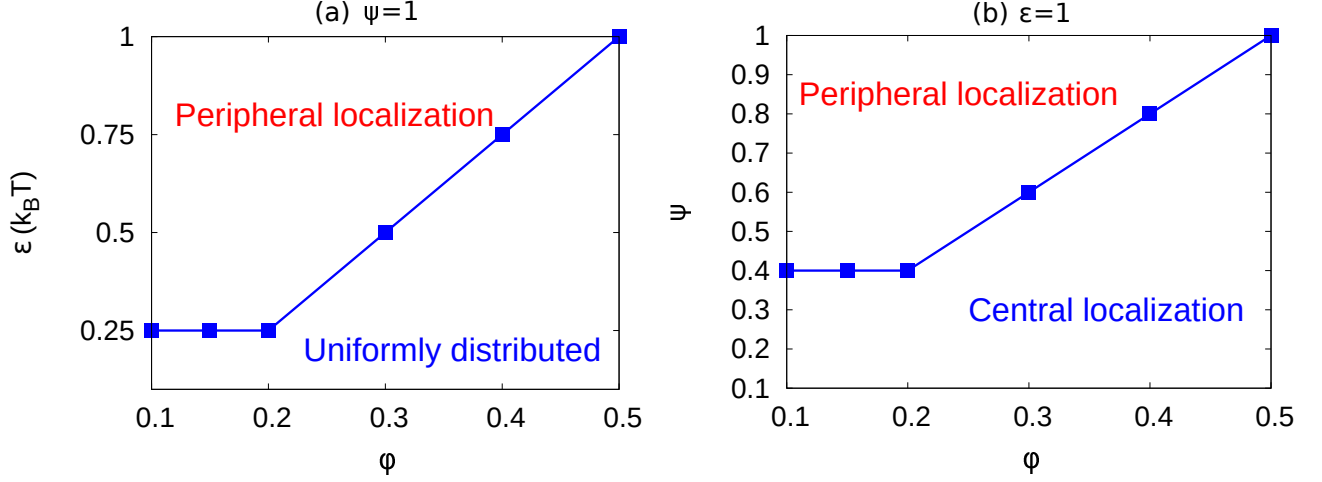 (a) ψ=1
1
0.75
0.5
0.25
0.1
0.2
0.3
0.4
0.5
ε (kBT)
φ
Peripheral localization
Uniformly distributed
(b) ε=1
1
0.9
0.8
0.7
0.6
0.5
0.4
0.3
0.2
0.1
0.1
0.2
0.3
0.4
0.5
ψ
φ
Peripheral localization
Central localization